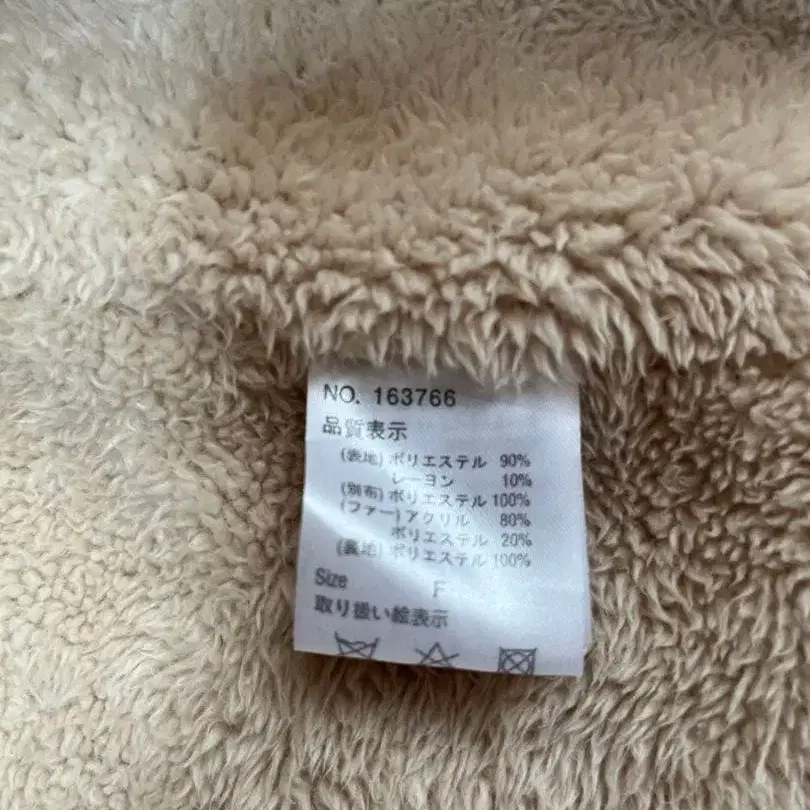 NO. 163766
品質表示
(表地) ポリエステル 90%
レーヨン 10%
(別布) ポリエステル 100%
(ファー) アクリル 80%
ポリエステル 20%
(裏地) ポリエステル 100%
Size F
取り扱い絵表示